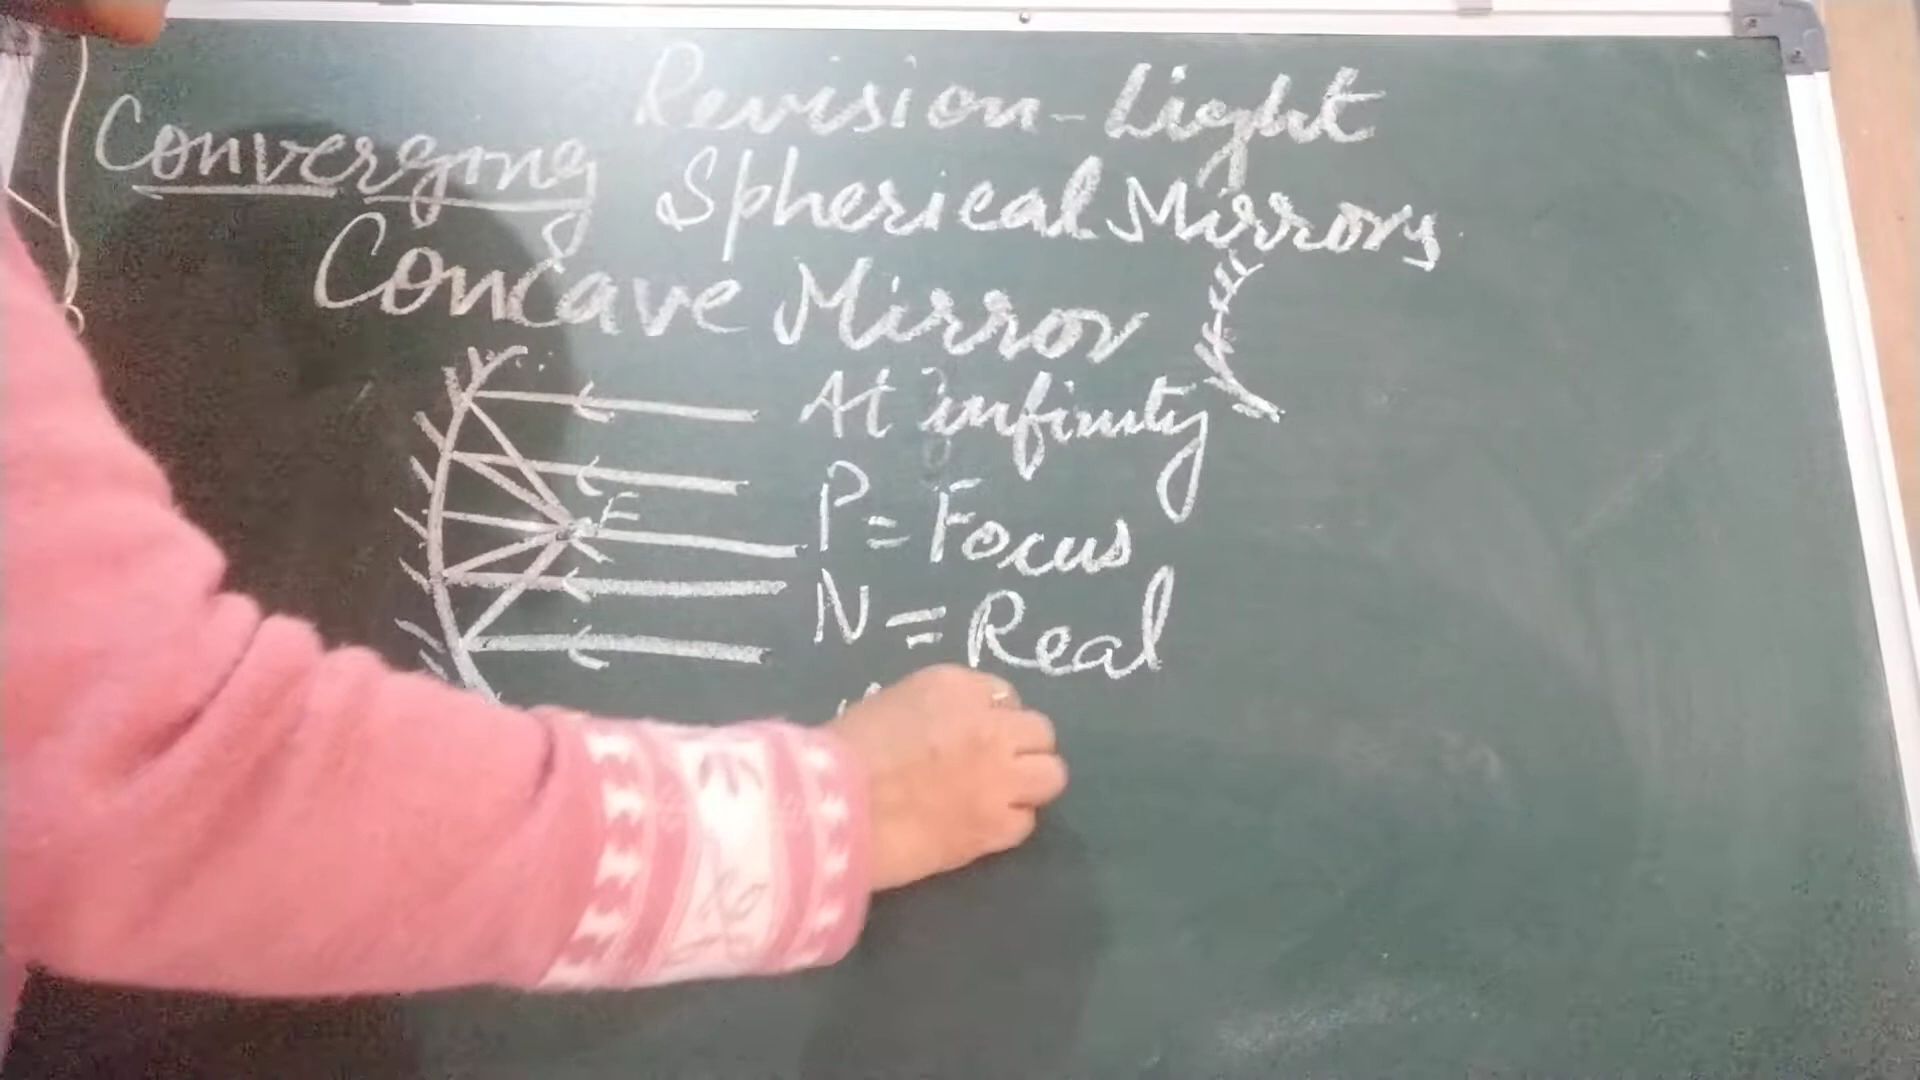 Revision-Light
Converging Spherical Mirrors
Concave Mirror
At infinity
F
P = Focus
N = Real